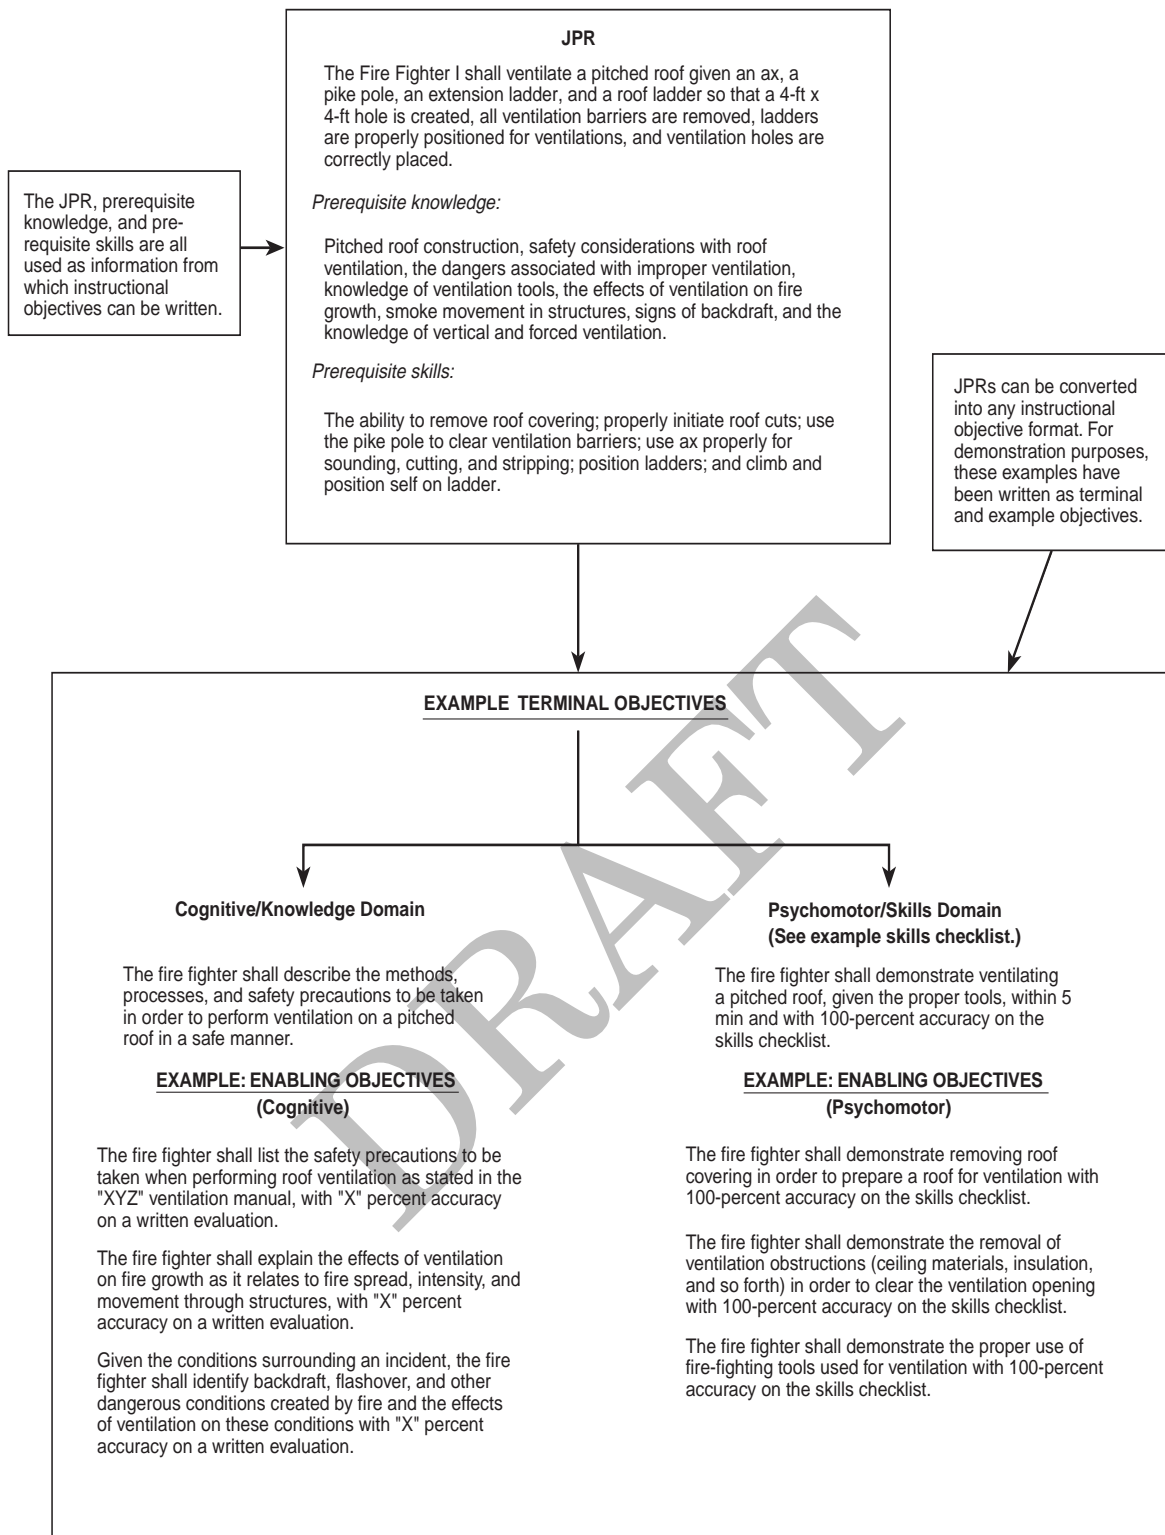 JPR
The Fire Fighter I shall ventilate a pitched roof given an ax, a
pike pole, an extension ladder, and a roof ladder so that a 4-ft x
4-ft hole is created, all ventilation barriers are removed, ladders
are properly positioned for ventilations, and ventilation holes are
correctly placed.
The JPR, prerequisite
knowledge, and pre-
requisite skills are all
used as information from
which instructional
objectives can be written.
Prerequisite knowledge:
Pitched roof construction, safety considerations with roof
ventilation, the dangers associated with improper ventilation,
knowledge of ventilation tools, the effects of ventilation on fire
growth, smoke movement in structures, signs of backdraft, and the
knowledge of vertical and forced ventilation.
Prerequisite skills:
The ability to remove roof covering; properly initiate roof cuts; use
the pike pole to clear ventilation barriers; use ax properly for
sounding, cutting, and stripping; position ladders; and climb and
position self on ladder.
JPRs can be converted
into any instructional
objective format. For
demonstration purposes,
these examples have
been written as terminal
and example objectives.
EXAMPLE TERMINAL OBJECTIVES
Cognitive/Knowledge Domain
The fire fighter shall describe the methods,
processes, and safety precautions to be taken
in order to perform ventilation on a pitched
roof in a safe manner.
EXAMPLE: ENABLING OBJECTIVES
(Cognitive)
The fire fighter shall list the safety precautions to be
taken when performing roof ventilation as stated in the
"XYZ" ventilation manual, with "X" percent accuracy
on a written evaluation.
The fire fighter shall explain the effects of ventilation
on fire growth as it relates to fire spread, intensity, and
movement through structures, with "X" percent
accuracy on a written evaluation.
Given the conditions surrounding an incident, the fire
fighter shall identify backdraft, flashover, and other
dangerous conditions created by fire and the effects
of ventilation on these conditions with "X" percent
accuracy on a written evaluation.
Psychomotor/Skills Domain
(See example skills checklist.)
The fire fighter shall demonstrate ventilating
a pitched roof, given the proper tools, within 5
min and with 100-percent accuracy on the
skills checklist.
EXAMPLE: ENABLING OBJECTIVES
(Psychomotor)
The fire fighter shall demonstrate removing roof
covering in order to prepare a roof for ventilation with
100-percent accuracy on the skills checklist.
The fire fighter shall demonstrate the removal of
ventilation obstructions (ceiling materials, insulation,
and so forth) in order to clear the ventilation opening
with 100-percent accuracy on the skills checklist.
The fire fighter shall demonstrate the proper use of
fire-fighting tools used for ventilation with 100-percent
accuracy on the skills checklist.
DRAFT